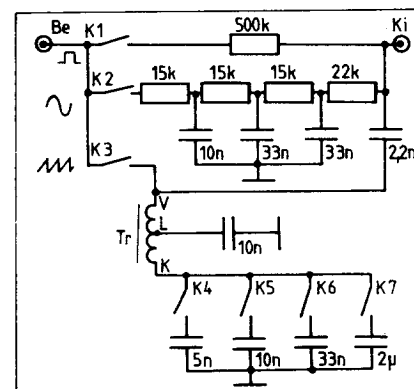 Be K1 500k Ki
K2 15k 15k 15k 22k
10n 33n 33n 2,2n
K3
V
Tr L
10n
K
K4 K5 K6 K7
5n 10n 33n 2µ